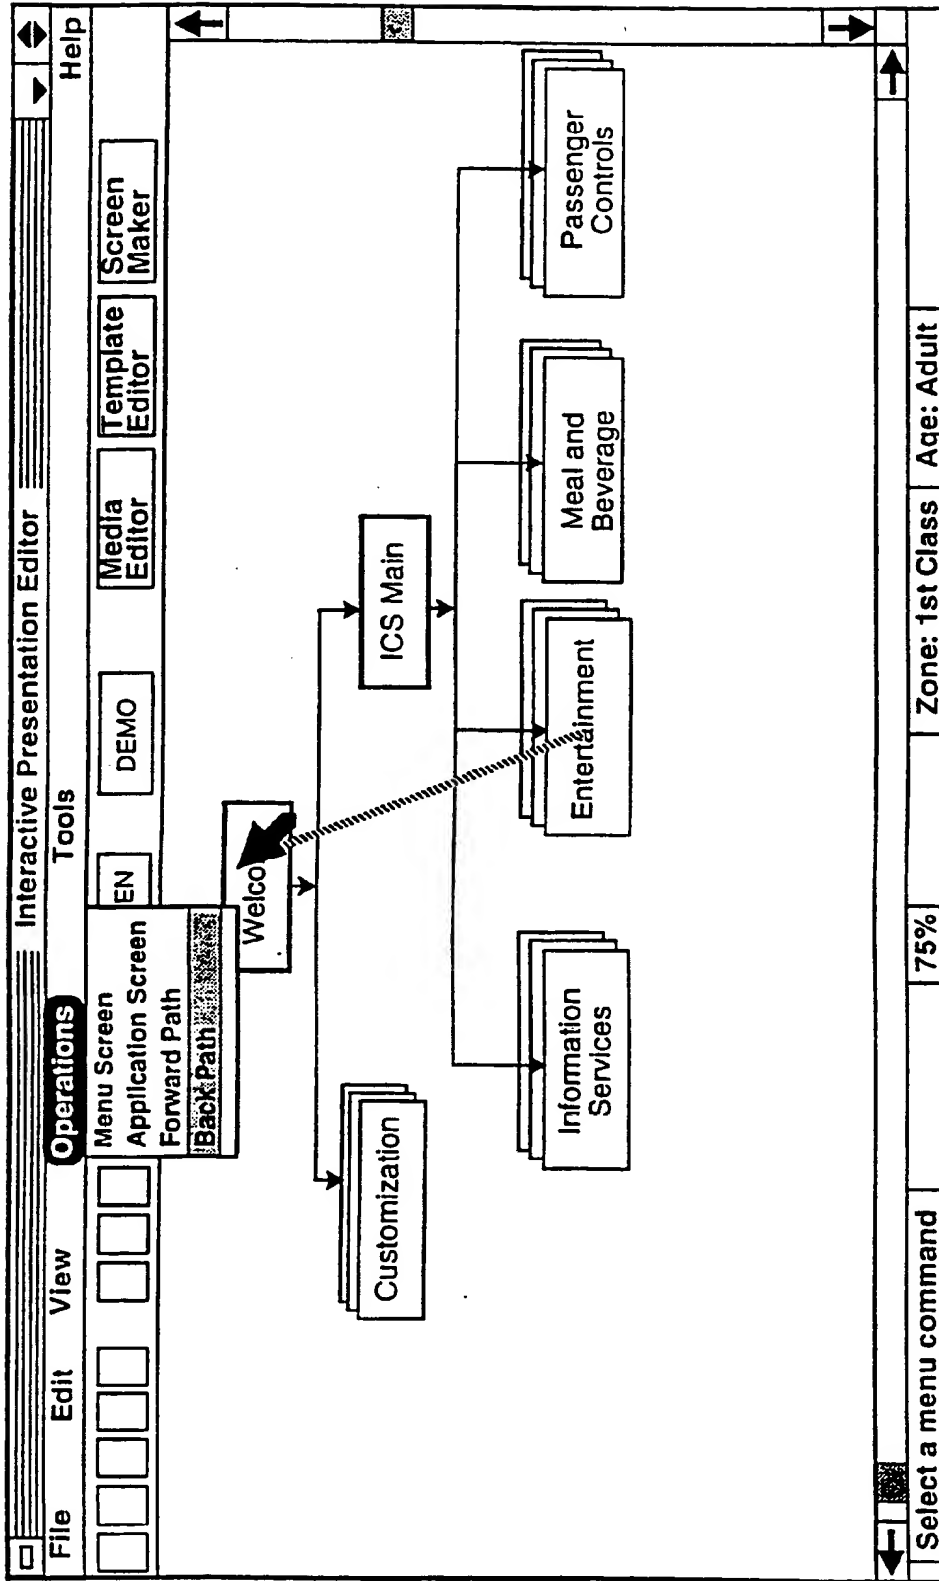 Interactive Presentation Editor
File Edit View Operations Tools Help
Menu Screen
Application Screen
Forward Path
Back Path
EN
DEMO
Media
Editor
Template
Editor
Screen
Maker
Welco
Customization
ICS Main
Information
Services
Entertainment
Meal and
Beverage
Passenger
Controls
Select a menu command 75% Zone: 1st Class Age: Adult